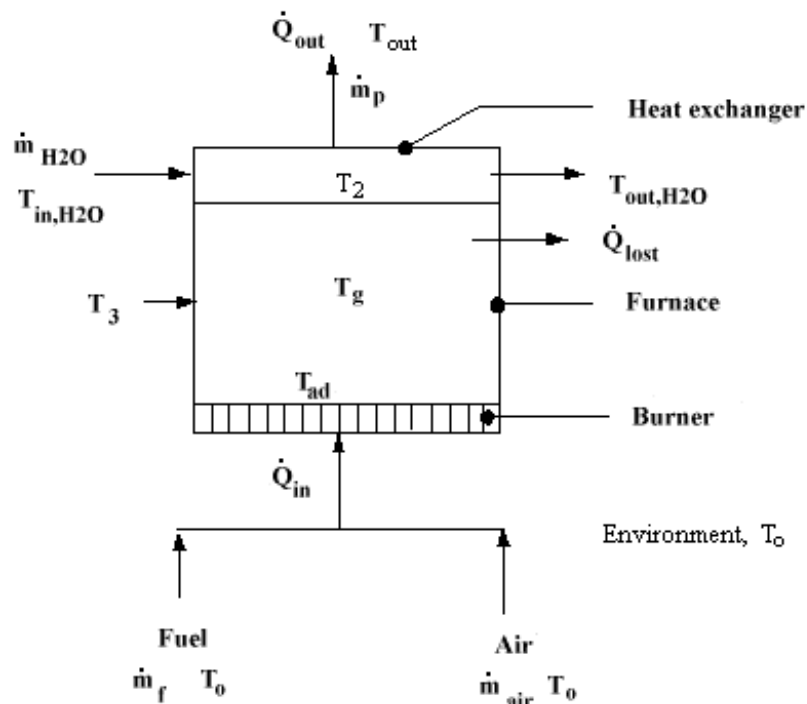 Q̇out Tout
ṁp
Heat exchanger
ṁH2O
T2
Tin,H2O
Tout,H2O
Q̇lost
Tg
T3
Furnace
Tad
Burner
Q̇in
Environment, To
Fuel
Air
ṁf To
ṁair To